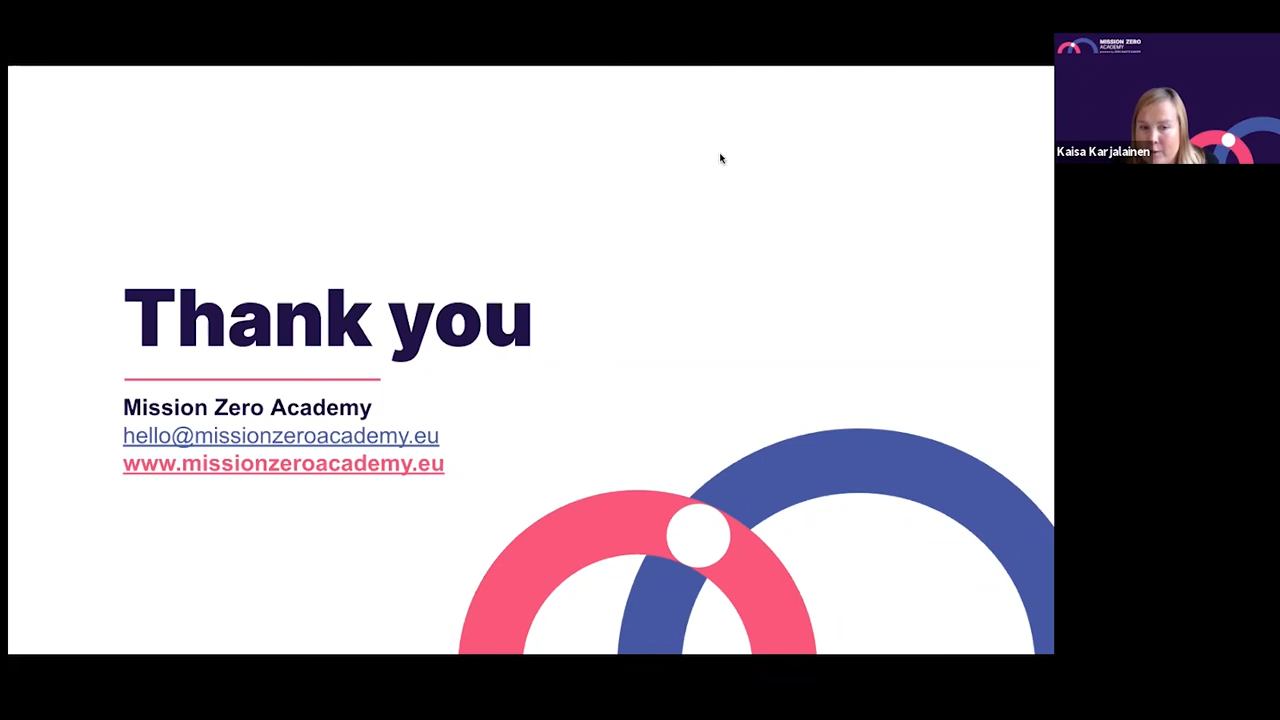 Thank you
Mission Zero Academy
hello@missionzeroacademy.eu
www.missionzeroacademy.eu
MISSION ZERO
ACADEMY
Kaisa Karjalainen